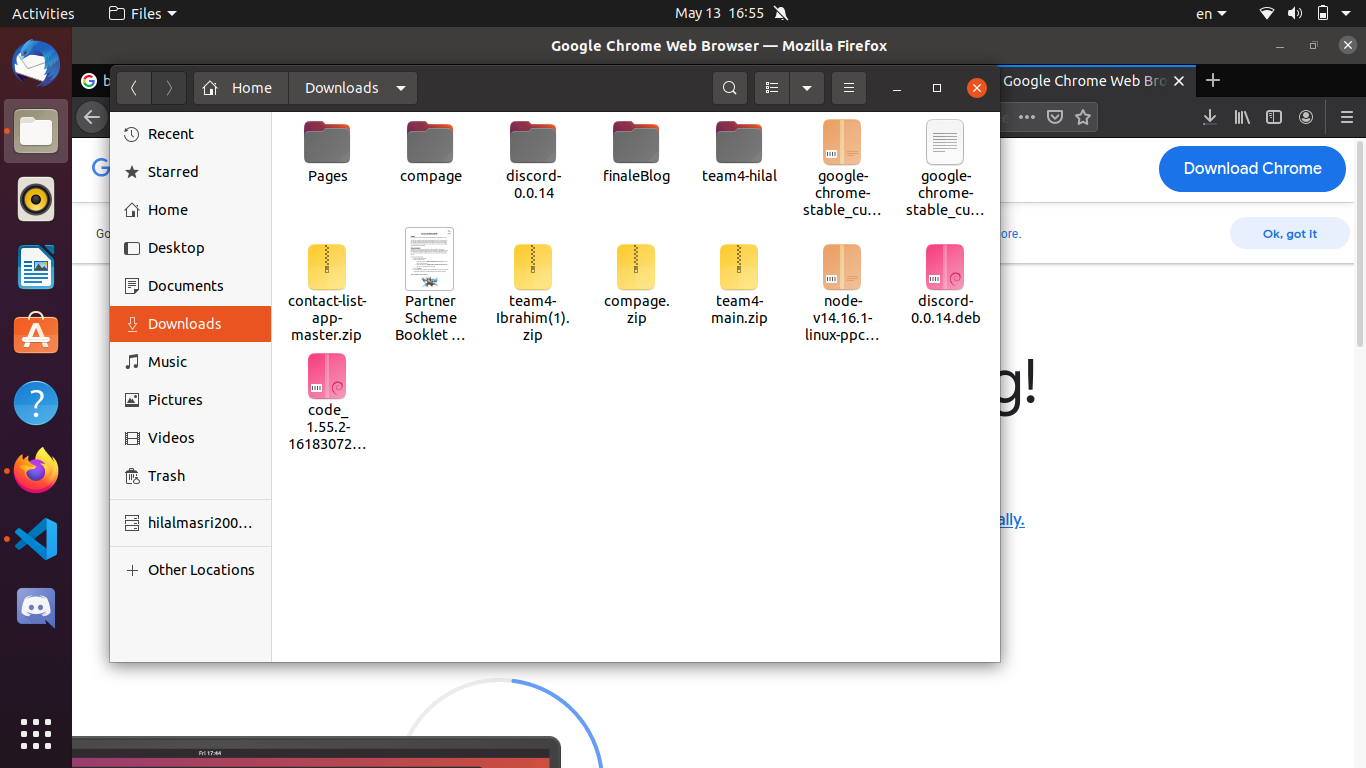 Activities
Files
May 13 16:55
en
Google Chrome Web Browser — Mozilla Firefox
Home
Downloads
Google Chrome Web Bro
Recent
Starred
Home
Desktop
Documents
Downloads
Music
Pictures
Videos
Trash
hilalmasri200…
Other Locations
Pages
compage
discord-
0.0.14
finaleBlog
team4-hilal
google-
chrome-
stable_cu…
google-
chrome-
stable_cu…
contact-list-
app-
master.zip
Partner
Scheme
Booklet …
team4-
Ibrahim(1).
zip
compage.
zip
team4-
main.zip
node-
v14.16.1-
linux-ppc…
discord-
0.0.14.deb
code_
1.55.2-
16183072…
Download Chrome
Go
ore.
Ok, got it
g!
ally.
Fri 17:44